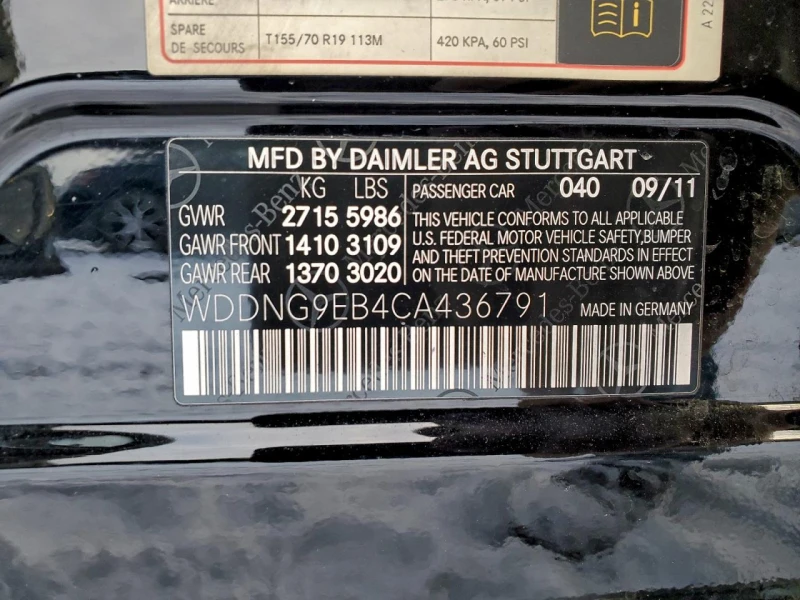 SPARE
DE SECOURS
T155/70 R19 113M
420 KPA, 60 PSI
A 22
MFD BY DAIMLER AG STUTTGART
KG LBS
GVWR 2715 5986
GAWR FRONT 1410 3109
GAWR REAR 1370 3020
PASSENGER CAR 040 09/11
THIS VEHICLE CONFORMS TO ALL APPLICABLE
U.S. FEDERAL MOTOR VEHICLE SAFETY,BUMPER
AND THEFT PREVENTION STANDARDS IN EFFECT
ON THE DATE OF MANUFACTURE SHOWN ABOVE
WDDNG9EB4CA436791
MADE IN GERMANY
Mercedes-Benz